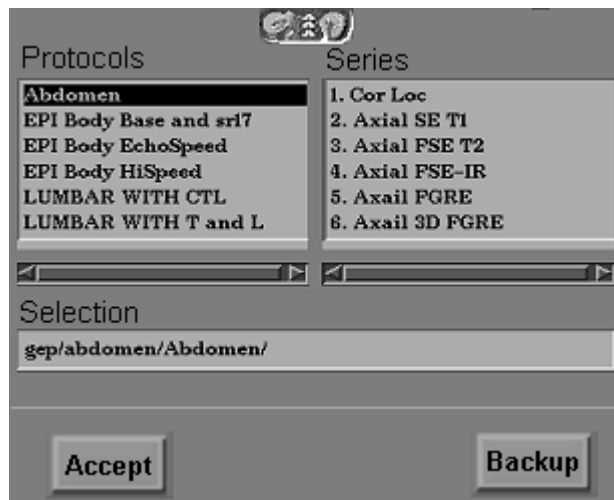 Protocols
Abdomen
EPI Body Base and sri7
EPI Body EchoSpeed
EPI Body HiSpeed
LUMBAR WITH CTL
LUMBAR WITH T and L
Series
1. Cor Loc
2. Axial SE T1
3. Axial FSE T2
4. Axial FSE-IR
5. Axail FGRE
6. Axail 3D FGRE
Selection
gep/abdomen/Abdomen/
Accept
Backup